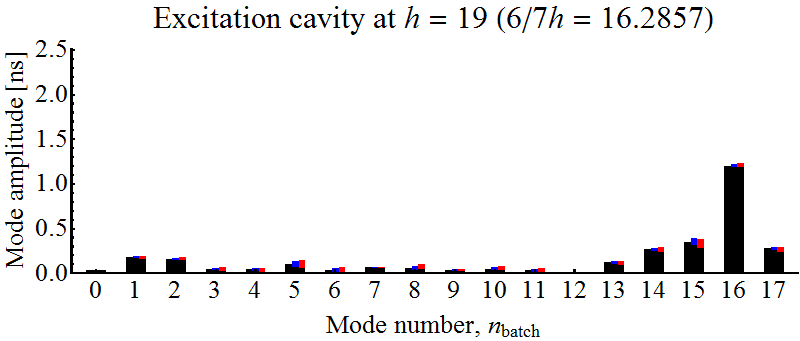 Excitation cavity at h = 19 (6/7h = 16.2857)
Mode amplitude [ns]
2.5
2.0
1.5
1.0
0.5
0.0
0 1 2 3 4 5 6 7 8 9 10 11 12 13 14 15 16 17
Mode number, nbatch